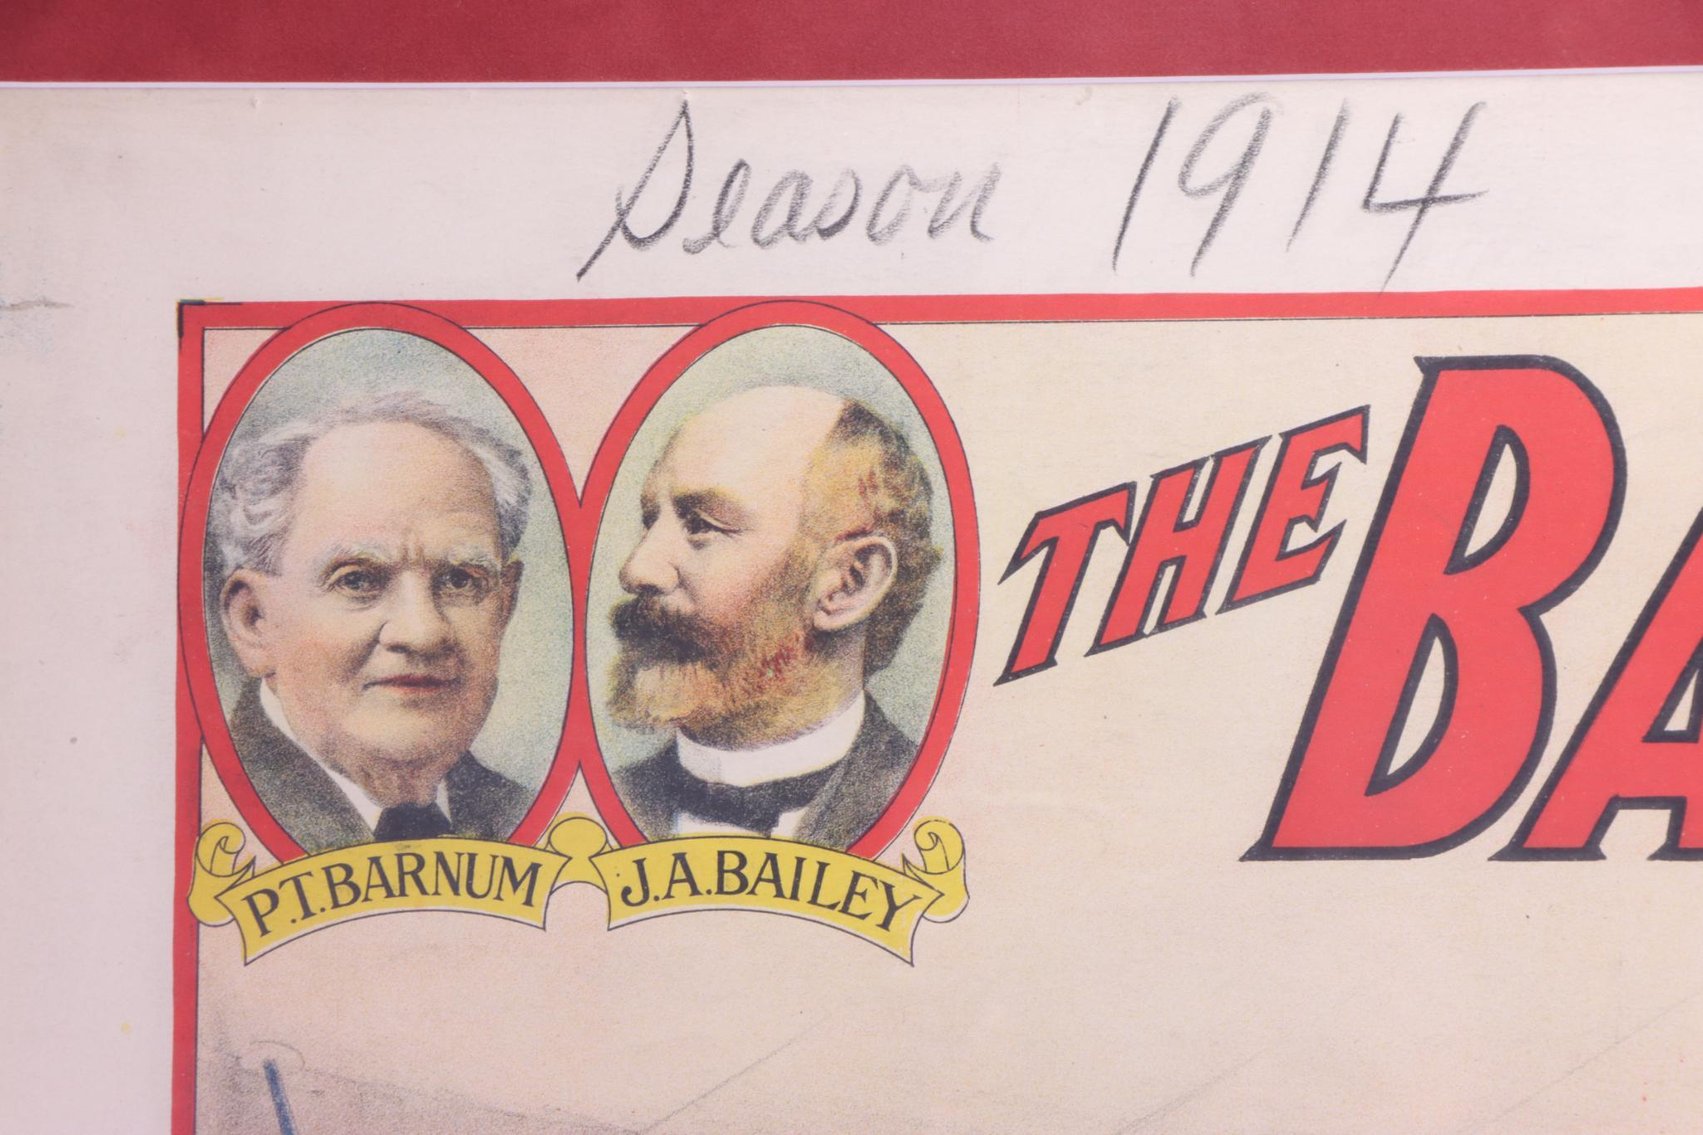 Season 1914
THE BA
P.T. BARNUM
J.A. BAILEY